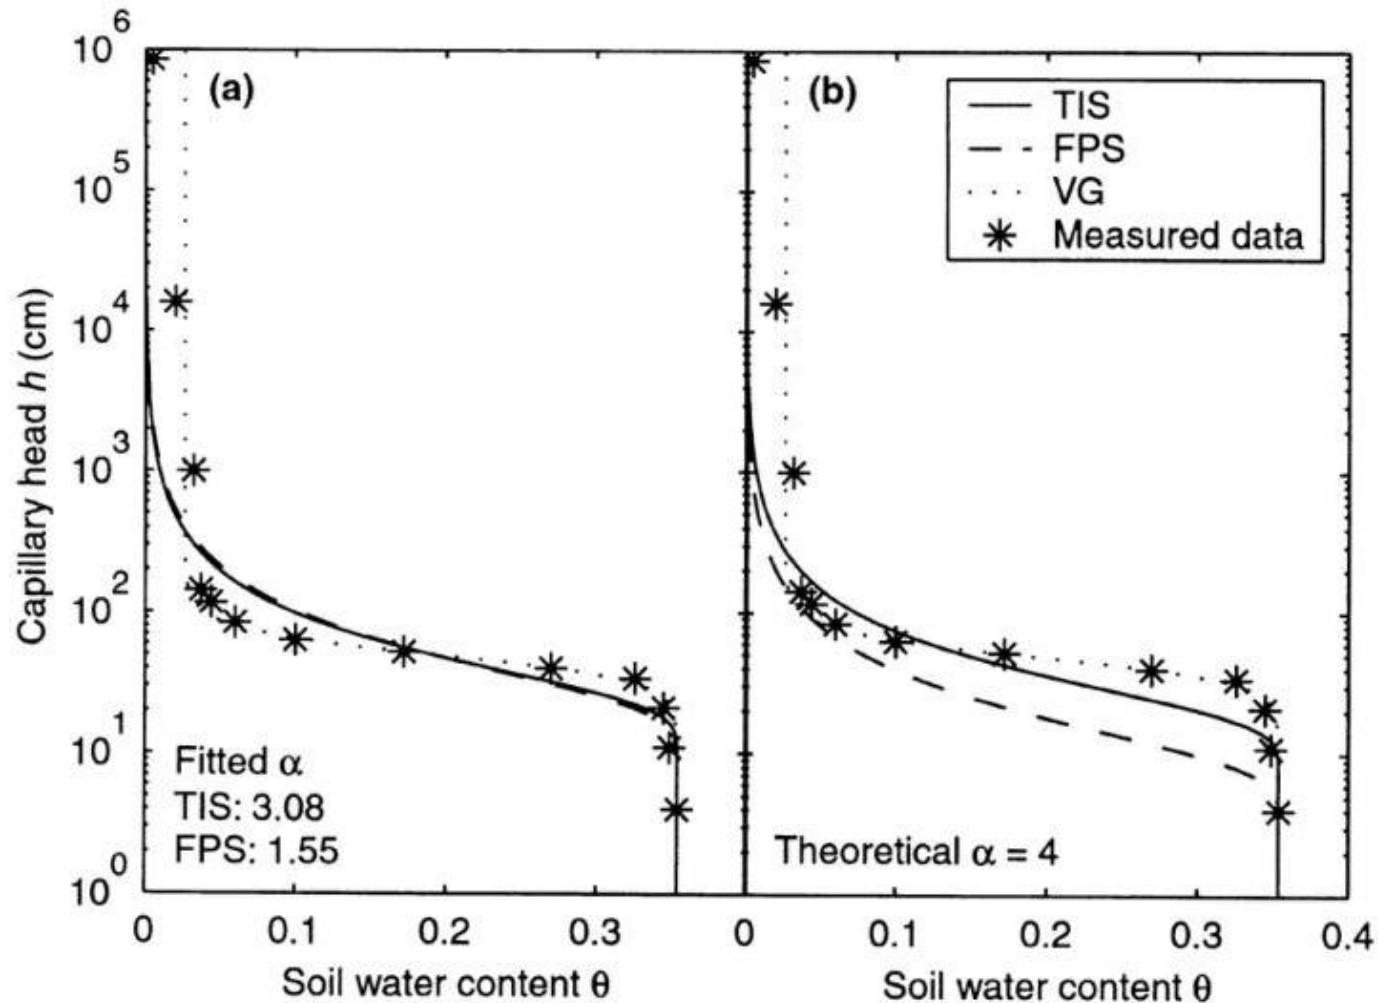 10^6
10^5
10^4
10^3
10^2
10^1
10^0
Capillary head h (cm)
(a)
Fitted α
TIS: 3.08
FPS: 1.55
0 0.1 0.2 0.3
Soil water content θ
(b)
TIS
FPS
VG
Measured data
Theoretical α = 4
0 0.1 0.2 0.3 0.4
Soil water content θ